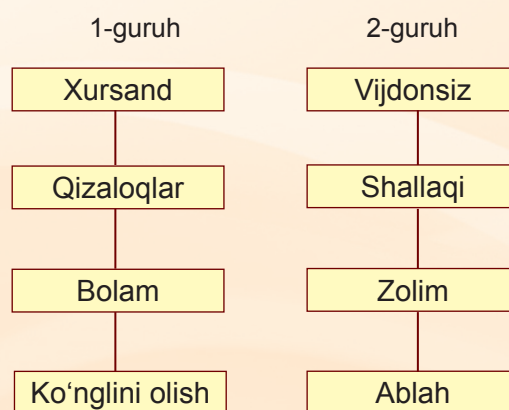 1-guruh
Xursand
Qizaloqlar
Bolam
Ko‘nglini olish
2-guruh
Vijdonsiz
Shallaqi
Zolim
Ablah